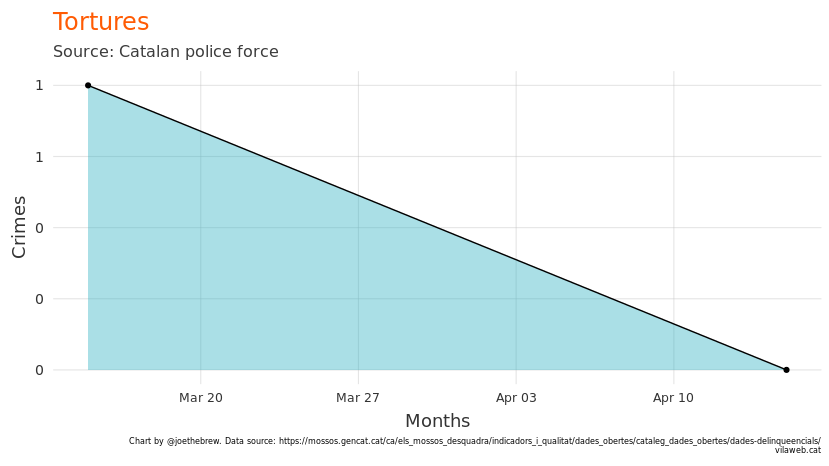 Tortures
Source: Catalan police force
1
1
0
0
0
Crimes
Mar 20
Mar 27
Apr 03
Apr 10
Months
Chart by @joethebrew. Data source: https://mossos.gencat.cat/ca/els_mossos_desquadra/indicadors_i_qualitat/dades_obertes/cataleg_dades_obertes/dades-delinqueencials/
vilaweb.cat